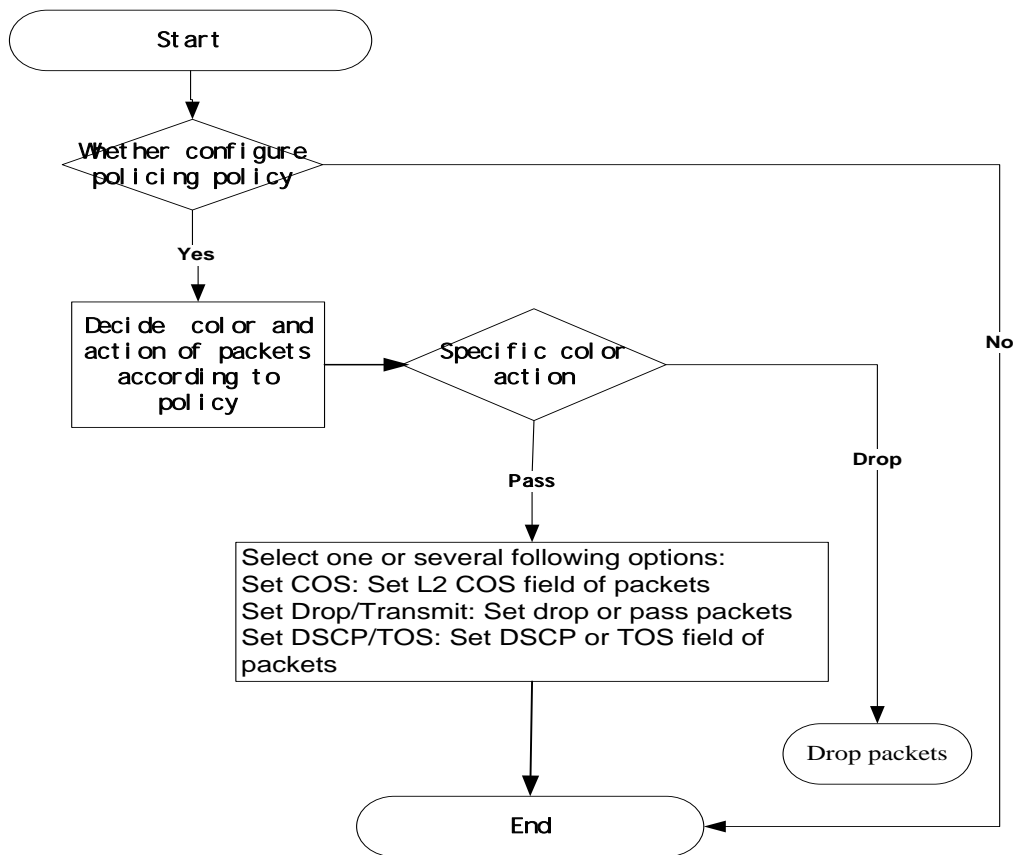 Start
Whether configure
policing policy
Yes
Decide color and
action of packets
according to
policy
Specific color
action
No
Drop
Pass
Select one or several following options:
Set COS: Set L2 COS field of packets
Set Drop/Transmit: Set drop or pass packets
Set DSCP/TOS: Set DSCP or TOS field of
packets
Drop packets
End